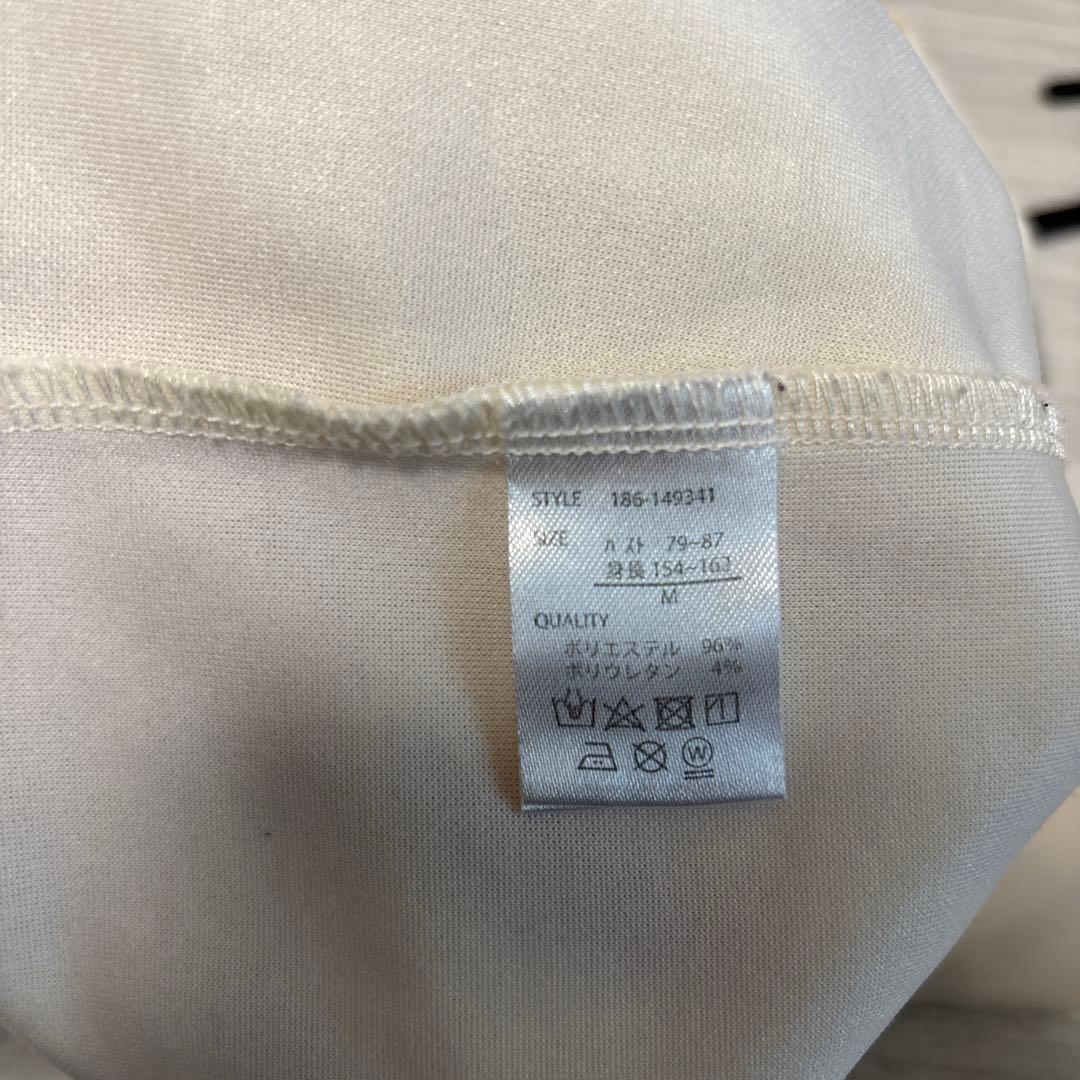 STYLE 186-149341
SIZE バスト 79~87
身長 154~162
M
QUALITY
ポリエステル 96%
ポリウレタン 4%
W